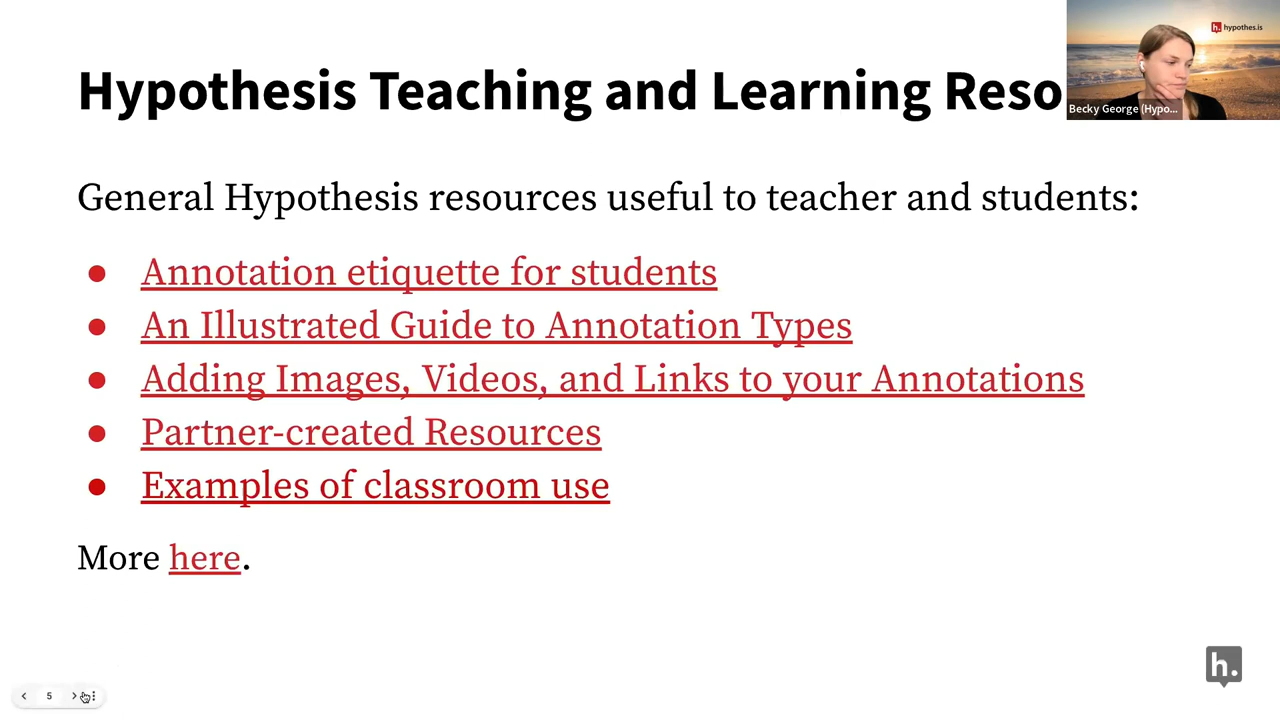 Hypothesis Teaching and Learning Reso
h. hypothes.is
Becky George (Hypo...
General Hypothesis resources useful to teacher and students:
● Annotation etiquette for students
● An Illustrated Guide to Annotation Types
● Adding Images, Videos, and Links to your Annotations
● Partner-created Resources
● Examples of classroom use
More here.
h.
5